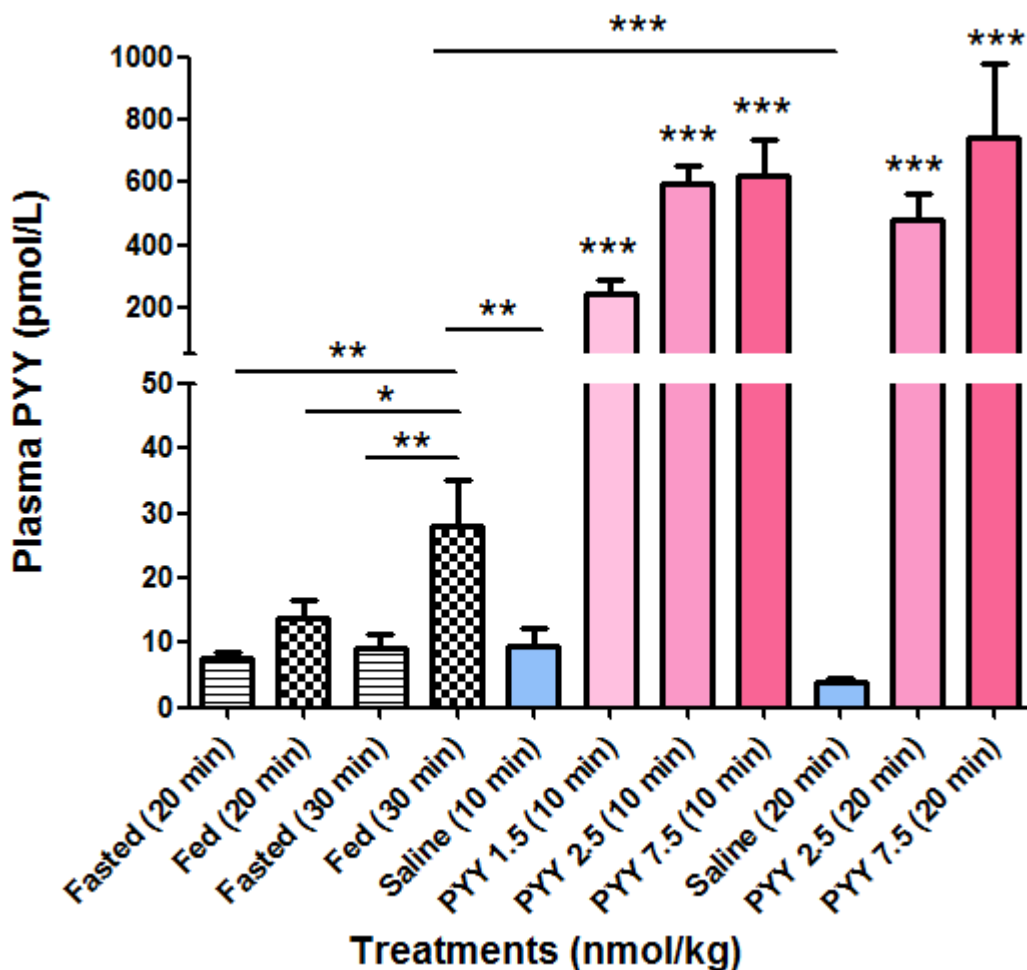 ***
***
1000
***
800
***
***
600
***
400
**
200
**
50
*
40
**
30
20
10
0
Plasma PYY (pmol/L)
Fasted (20 min)
Fed (20 min)
Fasted (30 min)
Fed (30 min)
Saline (10 min)
PYY 1.5 (10 min)
PYY 2.5 (10 min)
PYY 7.5 (10 min)
Saline (20 min)
PYY 2.5 (20 min)
PYY 7.5 (20 min)
Treatments (nmol/kg)